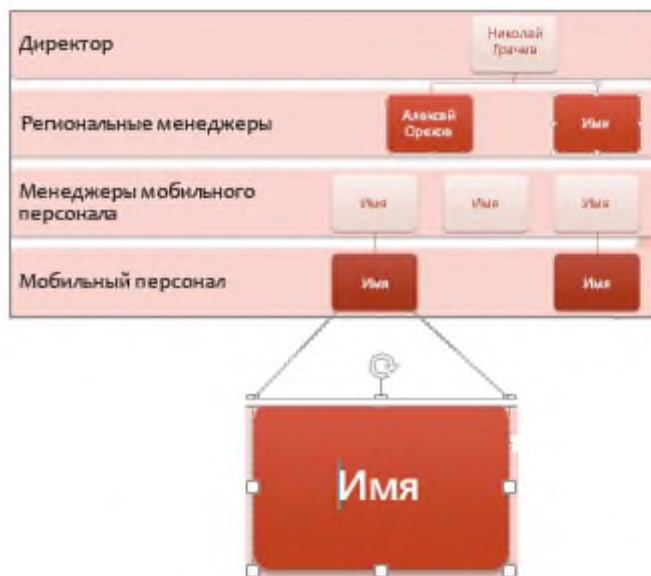 Директор
Николай
Грачев
Региональные менеджеры
Алексей
Орехов
Имя
Менеджеры мобильного
персонала
Имя
Имя
Имя
Мобильный персонал
Имя
Имя
Имя